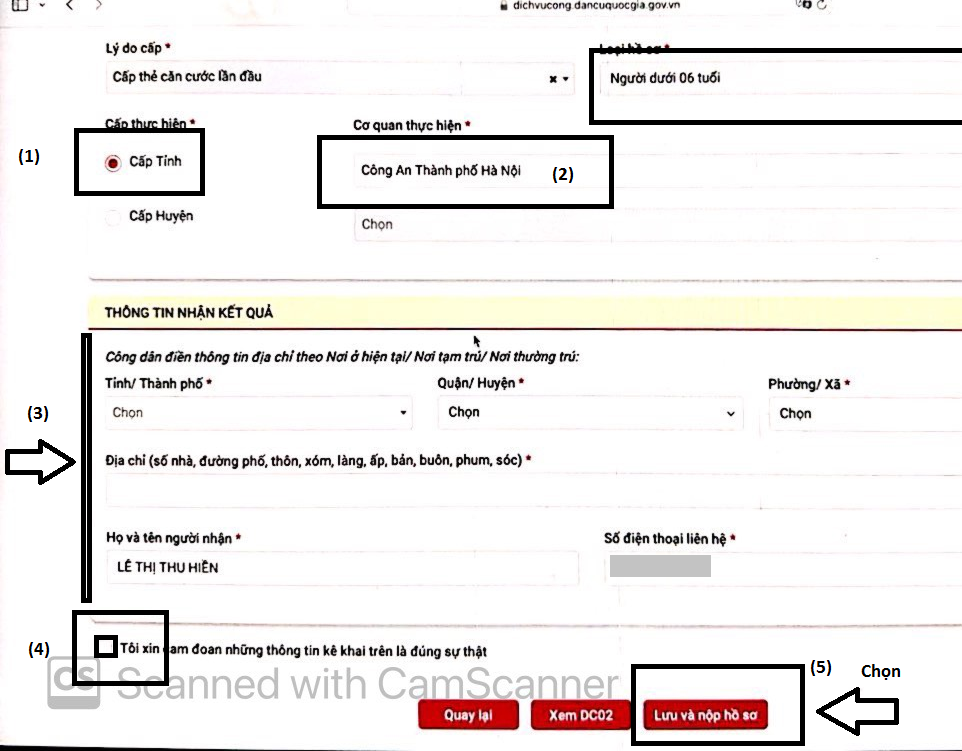 dichvucong.dancuquocgia.gov.vn
Lý do cấp * Loại hồ sơ *
Cấp thẻ căn cước lần đầu Người dưới 06 tuổi
Cấp thực hiện * Cơ quan thực hiện *
(1) Cấp Tỉnh Công An Thành phố Hà Nội (2)
Cấp Huyện Chọn
THÔNG TIN NHẬN KẾT QUẢ
Công dân điền thông tin địa chỉ theo Nơi ở hiện tại/ Nơi tạm trú/ Nơi thường trú:
Tỉnh/ Thành phố * Quận/ Huyện * Phường/ Xã *
(3) Chọn Chọn Chọn
Địa chỉ (số nhà, đường phố, thôn, xóm, làng, ấp, bản, buôn, phum, sóc) *
Họ và tên người nhận * Số điện thoại liên hệ *
LÊ THỊ THU HIỀN
(4) Tôi xin cam đoan những thông tin kê khai trên là đúng sự thật
(5) Chọn
CS Scanned with CamScanner
Quay lại Xem DC02 Lưu và nộp hồ sơ